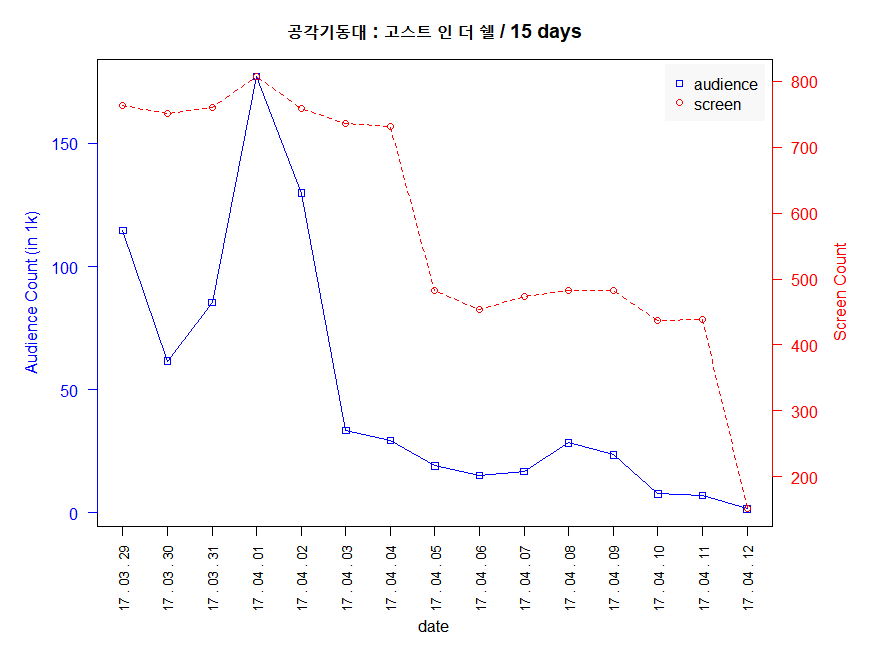 공각기동대 : 고스트 인 더 쉘 / 15 days
audience
screen
Audience Count (in 1k)
150
100
50
0
800
700
600
500
400
300
200
Screen Count
17 . 03 . 29
17 . 03 . 30
17 . 03 . 31
17 . 04 . 01
17 . 04 . 02
17 . 04 . 03
17 . 04 . 04
17 . 04 . 05
17 . 04 . 06
17 . 04 . 07
17 . 04 . 08
17 . 04 . 09
17 . 04 . 10
17 . 04 . 11
17 . 04 . 12
date